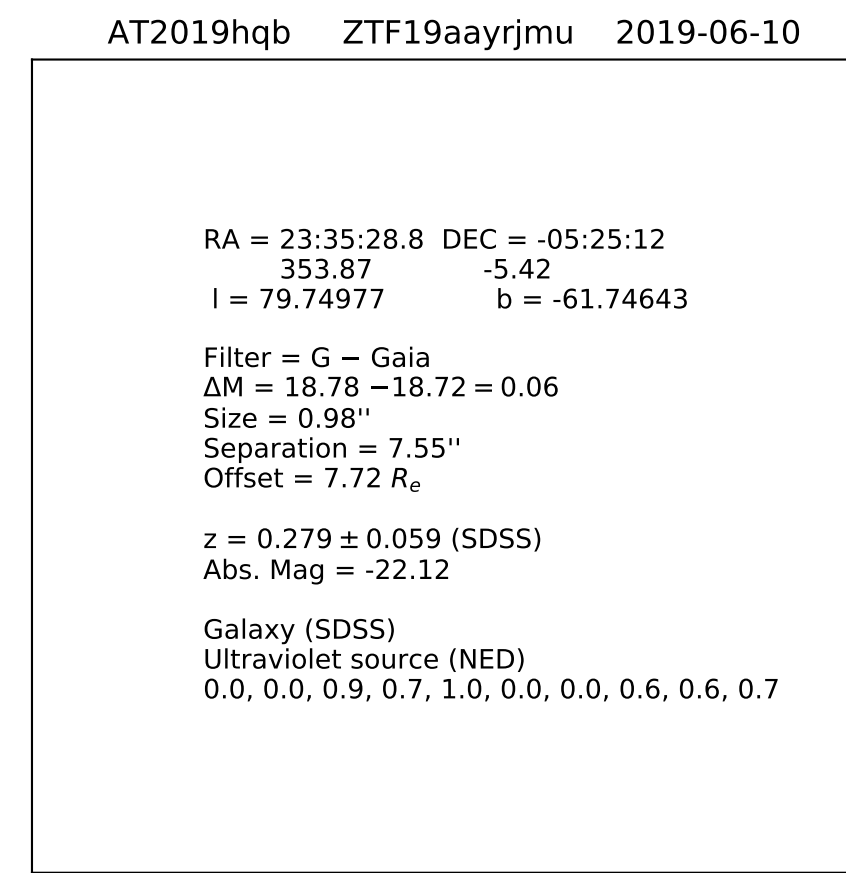 AT2019hqb ZTF19aayrjmu 2019-06-10
RA = 23:35:28.8 DEC = -05:25:12
353.87 -5.42
l = 79.74977 b = -61.74643
Filter = G − Gaia
ΔM = 18.78 −18.72 = 0.06
Size = 0.98''
Separation = 7.55''
Offset = 7.72 Rₑ
z = 0.279 ± 0.059 (SDSS)
Abs. Mag = -22.12
Galaxy (SDSS)
Ultraviolet source (NED)
0.0, 0.0, 0.9, 0.7, 1.0, 0.0, 0.0, 0.6, 0.6, 0.7